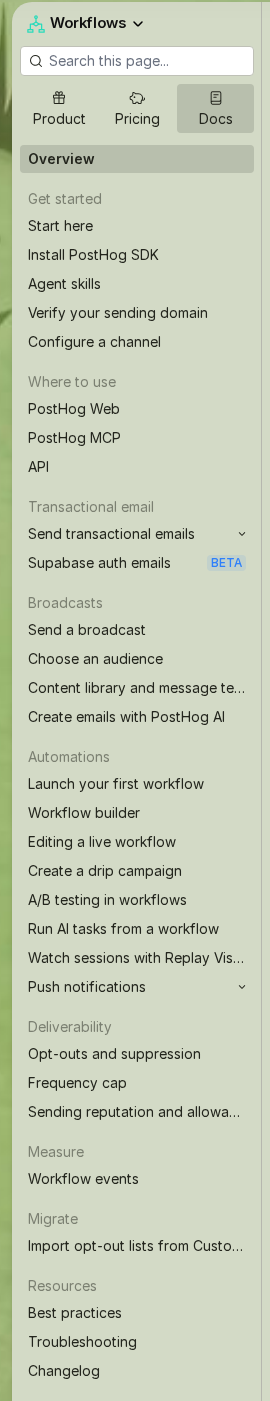 Workflows
Search this page...
Product Pricing Docs
Overview
Get started
Start here
Install PostHog SDK
Agent skills
Verify your sending domain
Configure a channel
Where to use
PostHog Web
PostHog MCP
API
Transactional email
Send transactional emails
Supabase auth emails BETA
Broadcasts
Send a broadcast
Choose an audience
Content library and message te...
Create emails with PostHog AI
Automations
Launch your first workflow
Workflow builder
Editing a live workflow
Create a drip campaign
A/B testing in workflows
Run AI tasks from a workflow
Watch sessions with Replay Vis...
Push notifications
Deliverability
Opt-outs and suppression
Frequency cap
Sending reputation and allowa...
Measure
Workflow events
Migrate
Import opt-out lists from Custo...
Resources
Best practices
Troubleshooting
Changelog